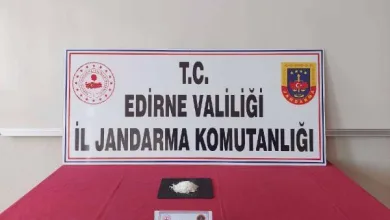 T.C.
EDİRNE VALİLİĞİ
İL JANDARMA KOMUTANLIĞI